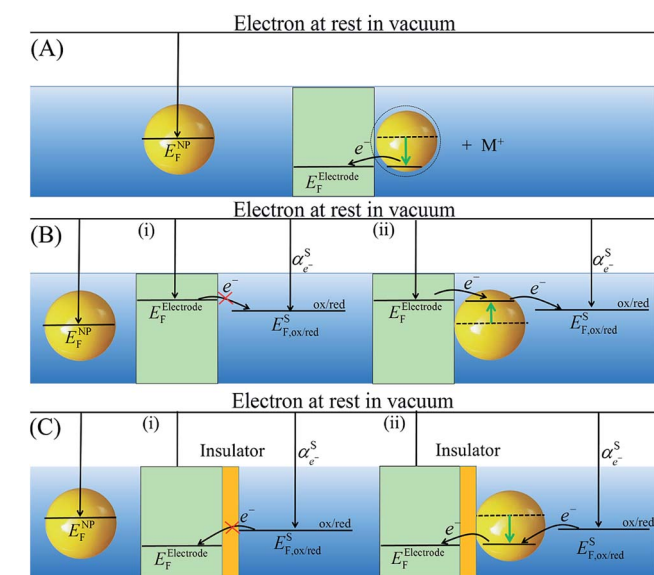 Electron at rest in vacuum
(A)
E_F^NP
e⁻
E_F^Electrode
+ M⁺
Electron at rest in vacuum
(B)
(i)
(ii)
α_e⁻^S
α_e⁻^S
e⁻
e⁻
e⁻
ox/red
ox/red
E_F^NP
E_F^Electrode
E_F,ox/red^S
E_F^Electrode
E_F,ox/red^S
Electron at rest in vacuum
(C)
(i)
(ii)
Insulator
Insulator
α_e⁻^S
α_e⁻^S
e⁻
e⁻
e⁻
ox/red
ox/red
E_F^NP
E_F^Electrode
E_F,ox/red^S
E_F^Electrode
E_F,ox/red^S